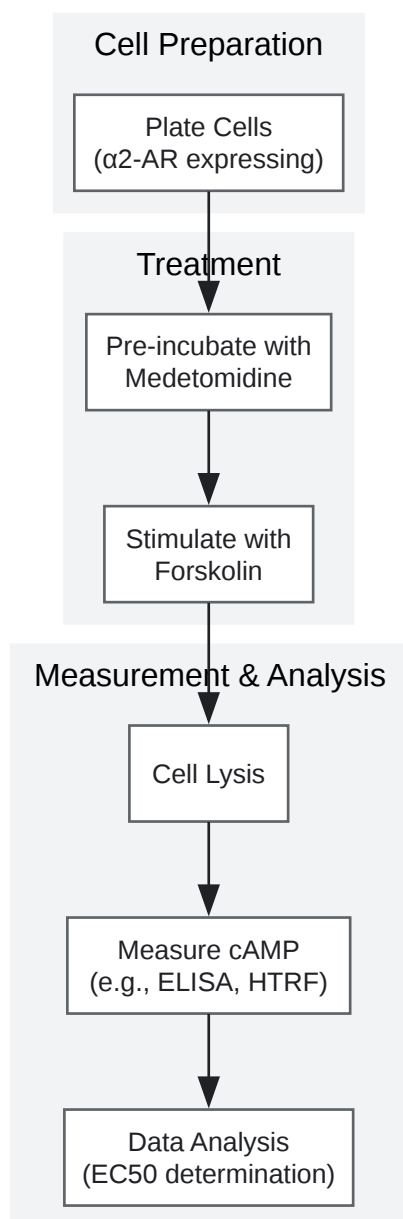 Cell Preparation
Plate Cells
(α2-AR expressing)
Treatment
Pre-incubate with
Medetomidine
Stimulate with
Forskolin
Measurement & Analysis
Cell Lysis
Measure cAMP
(e.g., ELISA, HTRF)
Data Analysis
(EC50 determination)